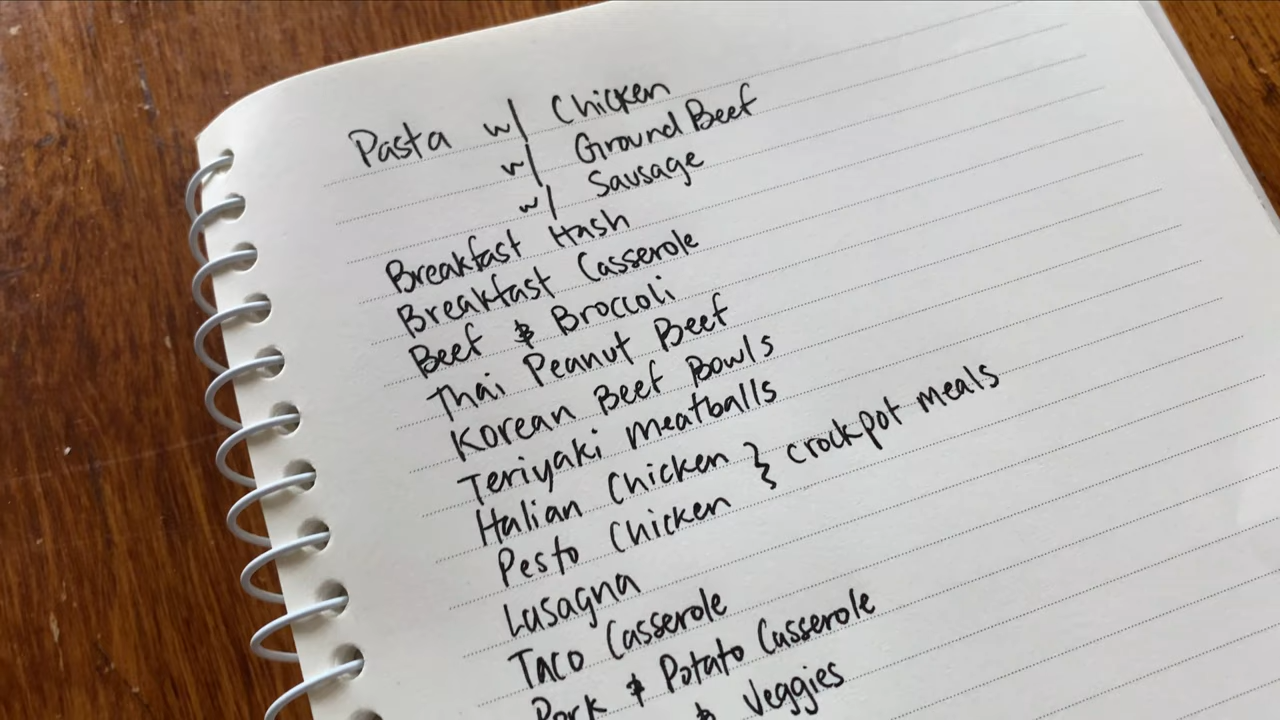 Pasta w/ Chicken
w/ Ground Beef
w/ Sausage
Breakfast Hash
Breakfast Casserole
Beef & Broccoli
Thai Peanut Beef
Korean Beef Bowls
Teriyaki Meatballs
Italian Chicken } crockpot meals
Pesto Chicken
Lasagna
Taco Casserole
Pork & Potato Casserole
& Veggies